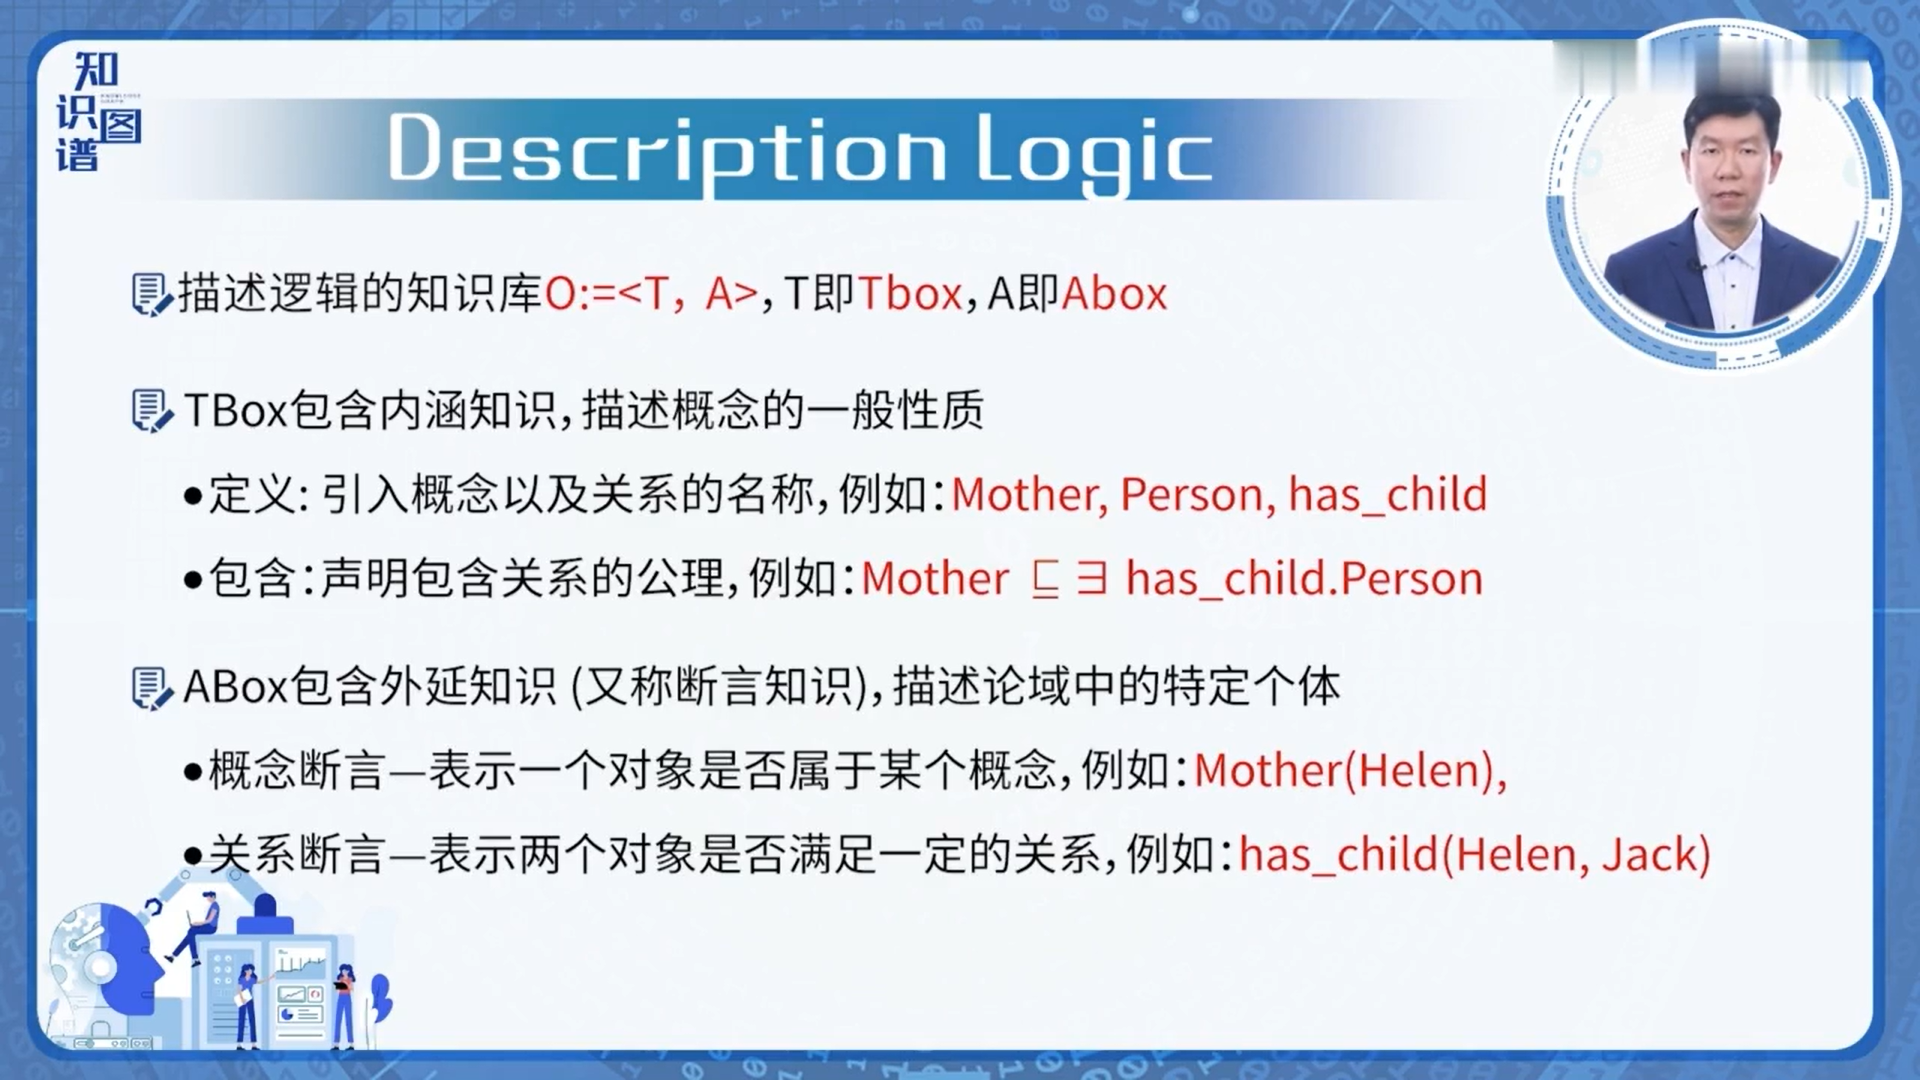 知识图谱
Description Logic
描述逻辑的知识库O:=<T, A>,T即Tbox,A即Abox
TBox包含内涵知识,描述概念的一般性质
●定义: 引入概念以及关系的名称,例如:Mother, Person, has_child
●包含:声明包含关系的公理,例如:Mother ⊑ ∃ has_child.Person
ABox包含外延知识 (又称断言知识),描述论域中的特定个体
●概念断言—表示一个对象是否属于某个概念,例如:Mother(Helen),
●关系断言—表示两个对象是否满足一定的关系,例如:has_child(Helen, Jack)